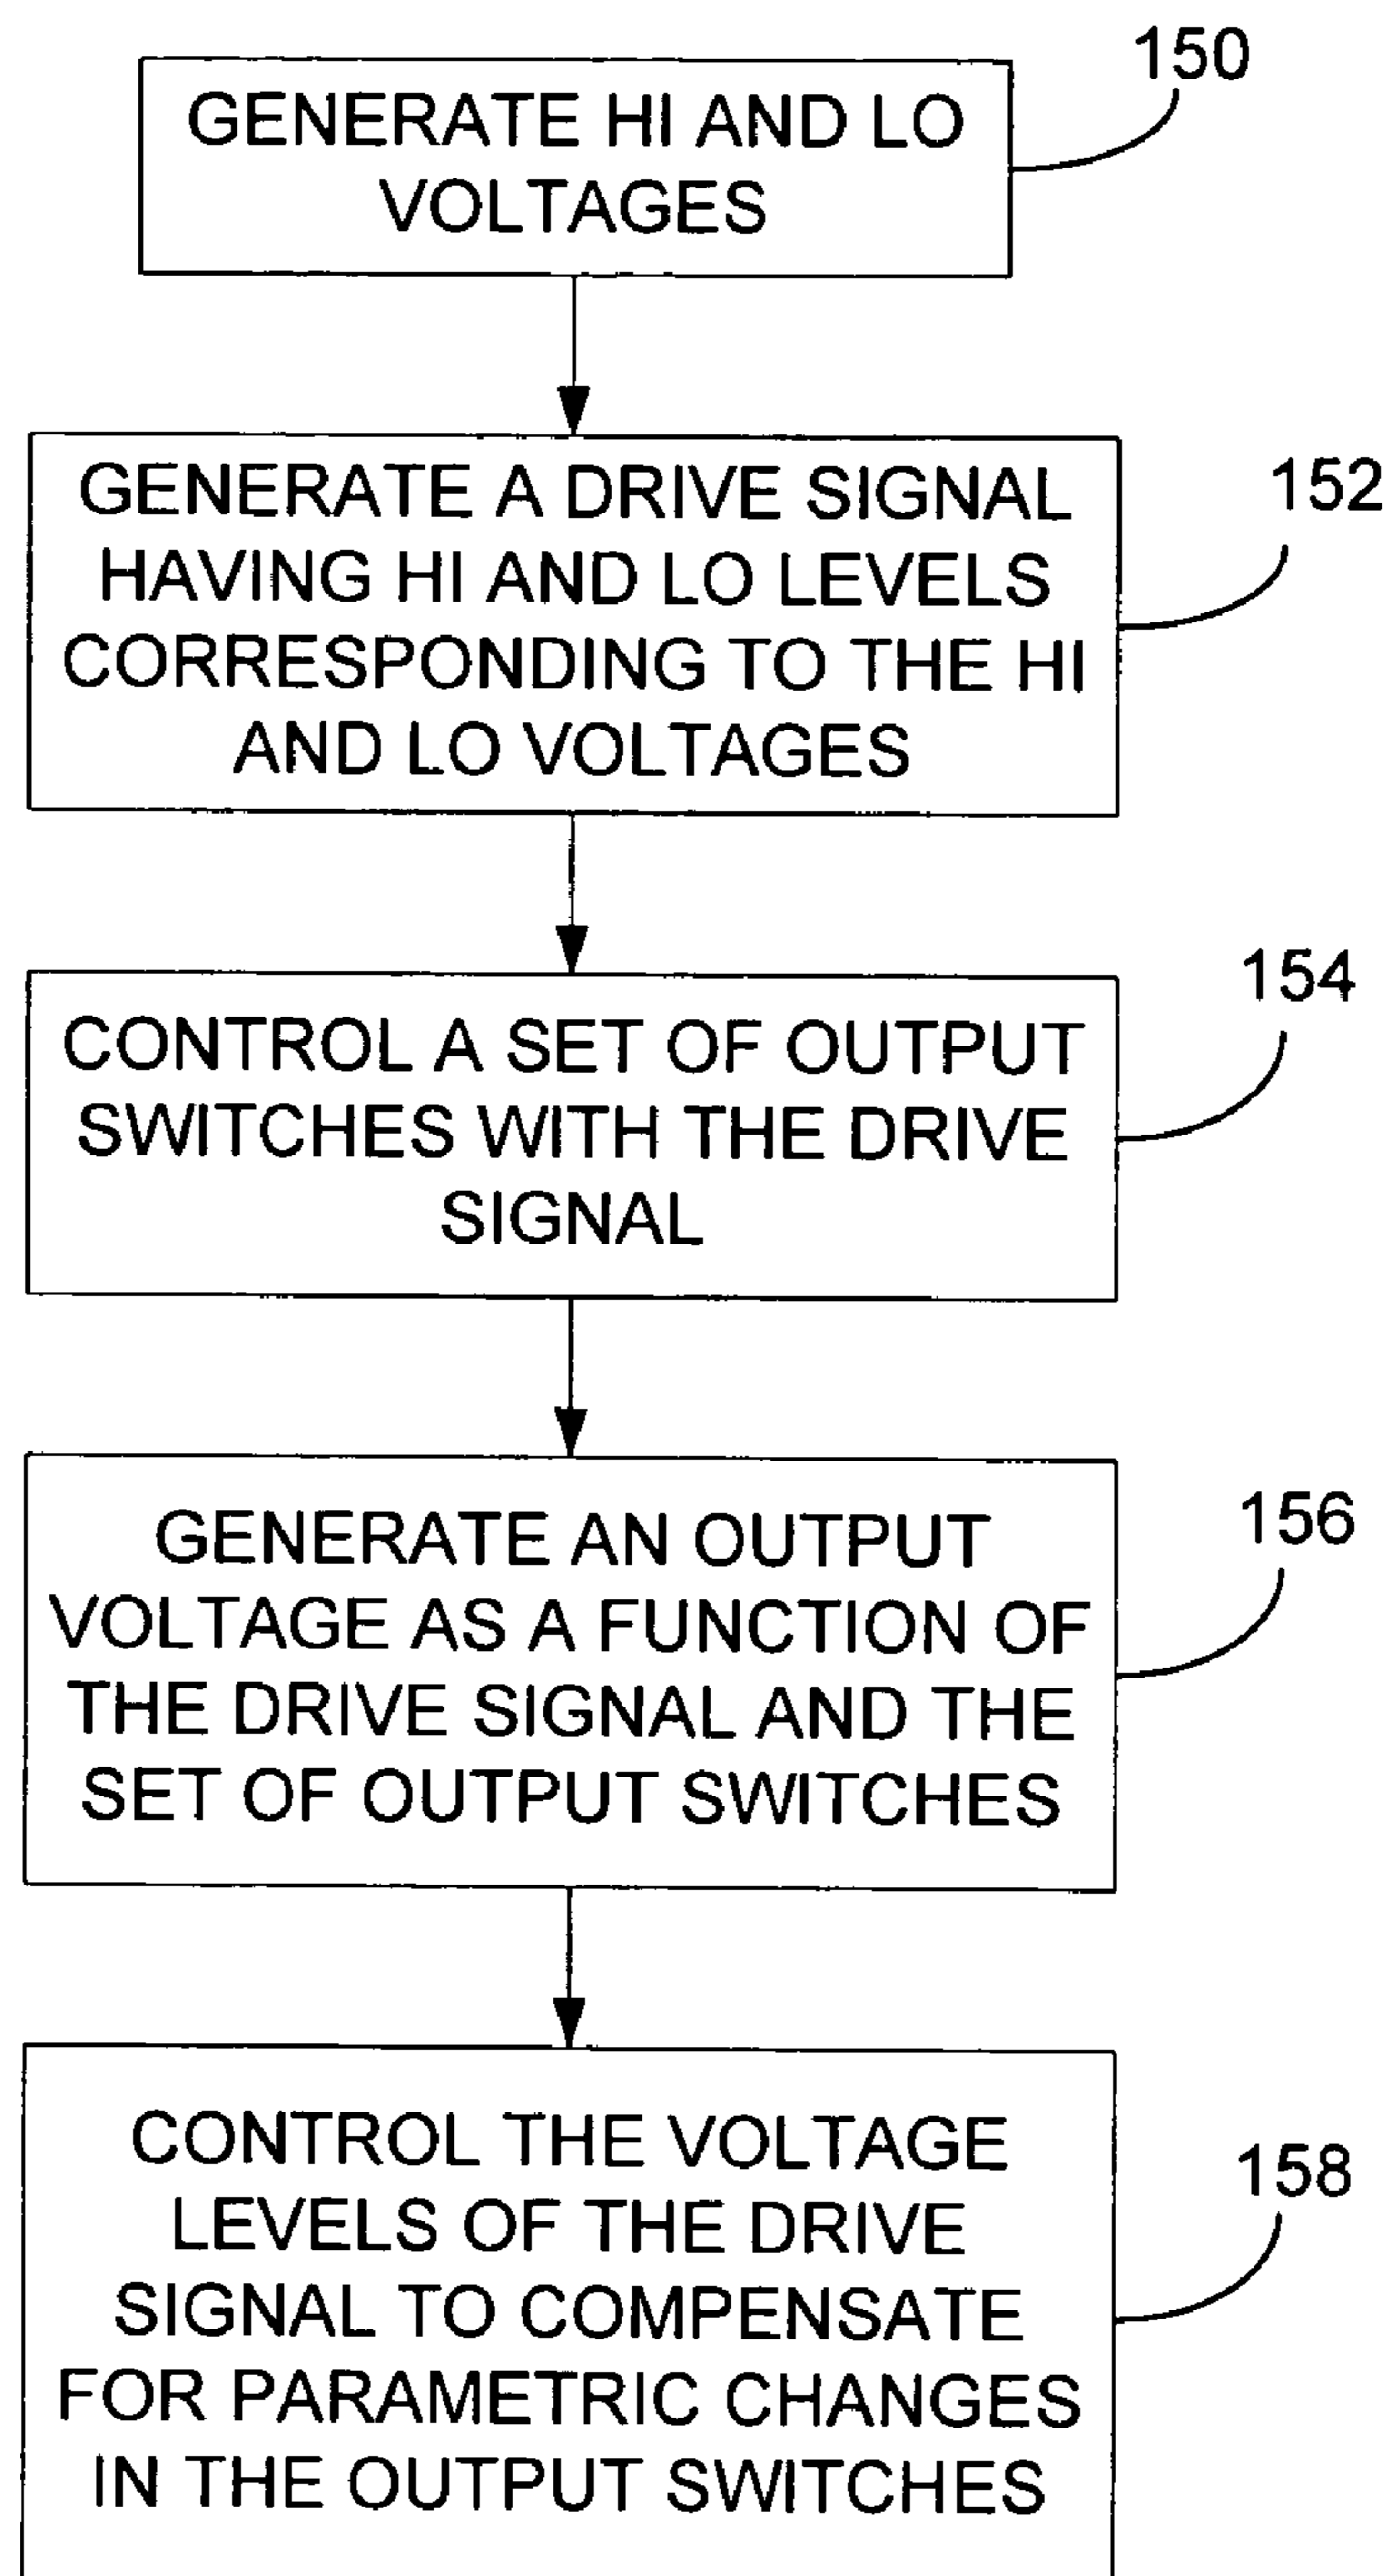 150
GENERATE HI AND LO
VOLTAGES
152
GENERATE A DRIVE SIGNAL
HAVING HI AND LO LEVELS
CORRESPONDING TO THE HI
AND LO VOLTAGES
154
CONTROL A SET OF OUTPUT
SWITCHES WITH THE DRIVE
SIGNAL
156
GENERATE AN OUTPUT
VOLTAGE AS A FUNCTION OF
THE DRIVE SIGNAL AND THE
SET OF OUTPUT SWITCHES
158
CONTROL THE VOLTAGE
LEVELS OF THE DRIVE
SIGNAL TO COMPENSATE
FOR PARAMETRIC CHANGES
IN THE OUTPUT SWITCHES